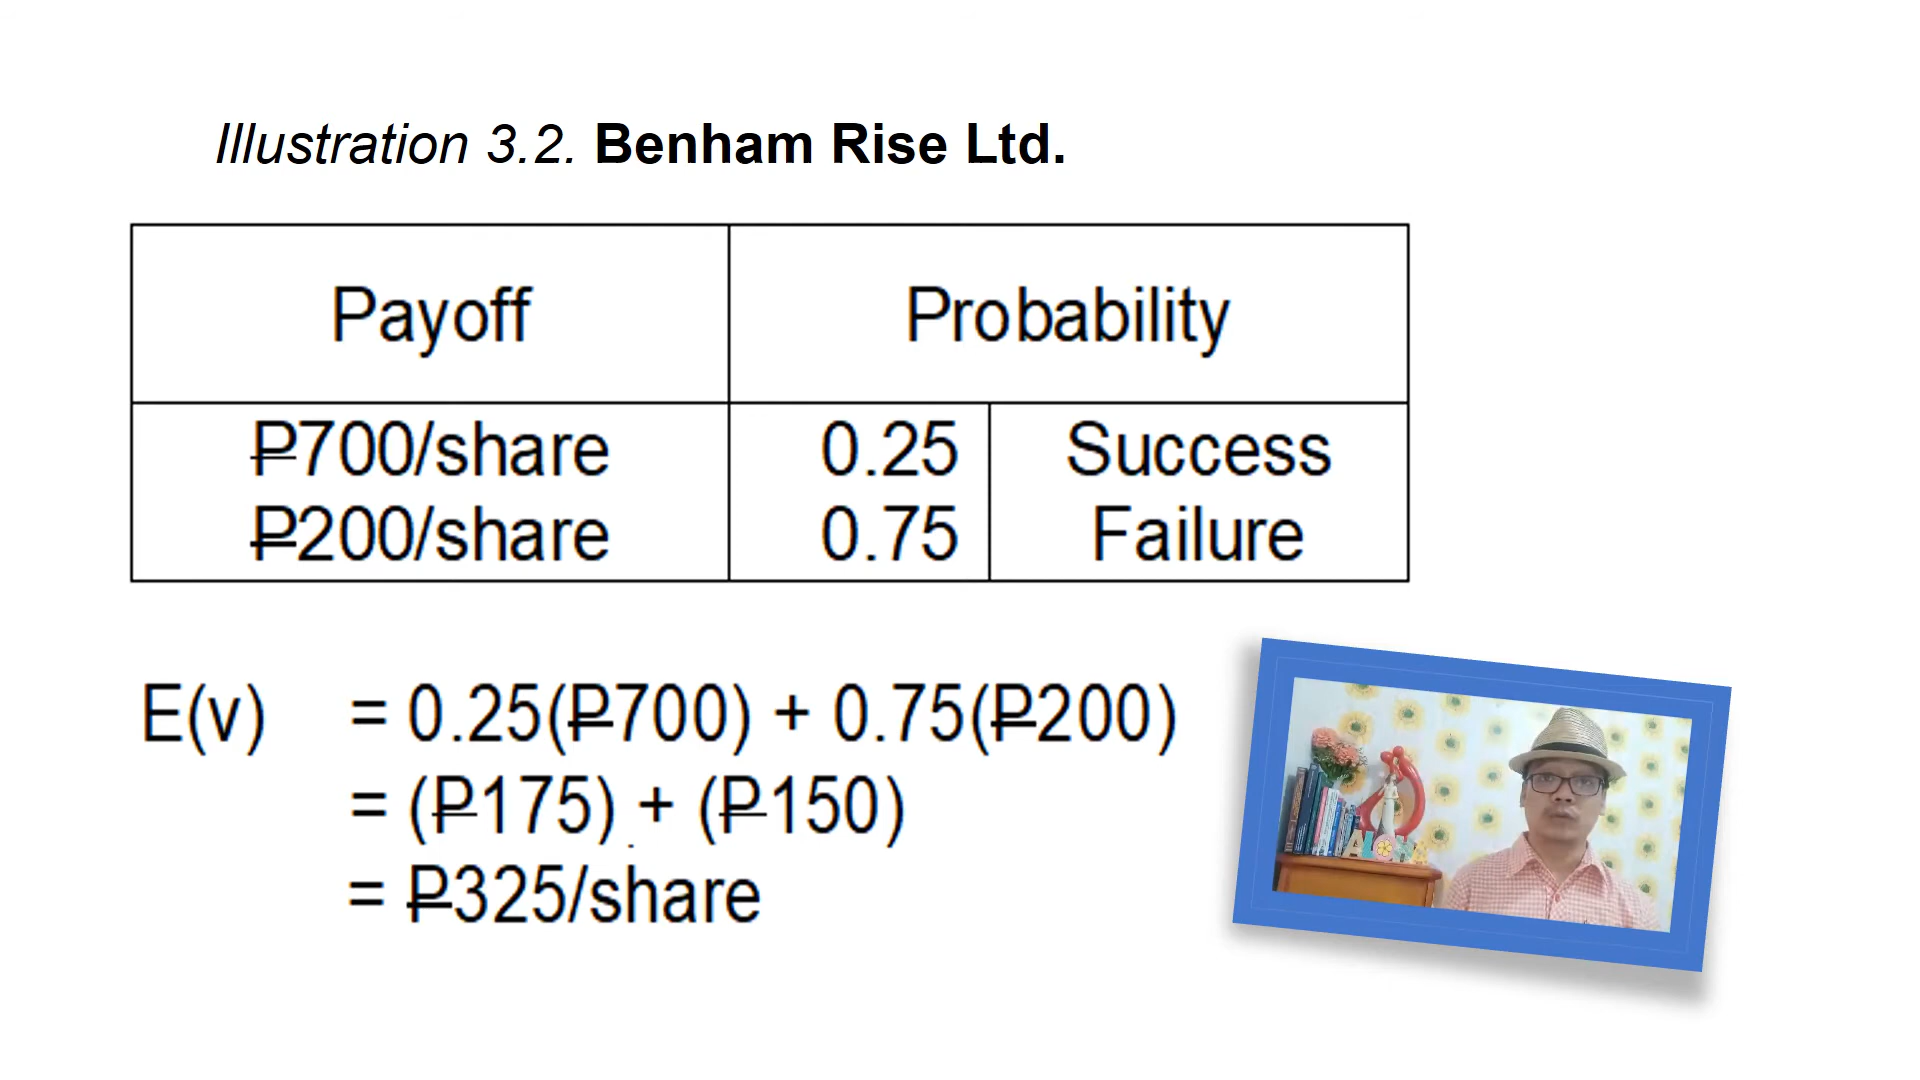 Illustration 3.2. Benham Rise Ltd.
Payoff Probability
₱700/share 0.25 Success
₱200/share 0.75 Failure
E(v) = 0.25(₱700) + 0.75(₱200)
= (₱175) + (₱150)
= ₱325/share